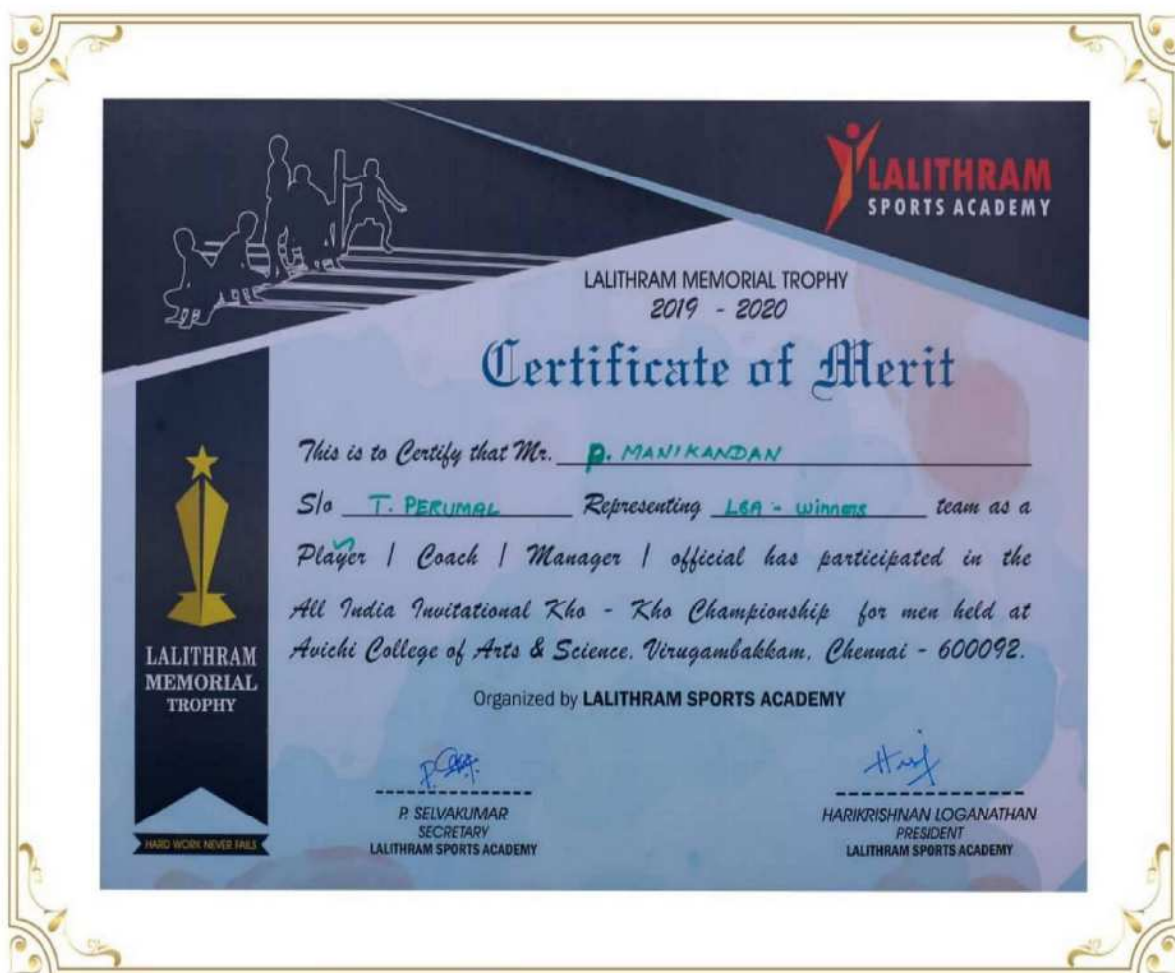 LALITHRAM
SPORTS ACADEMY
LALITHRAM MEMORIAL TROPHY
2019 - 2020
Certificate of Merit
This is to Certify that Mr. P. MANIKANDAN
S/o T. PERUMAL Representing LSA - Winners team as a
Player / Coach / Manager / official has participated in the
All India Invitational Kho - Kho Championship for men held at
Avichi College of Arts & Science, Virugambakkam, Chennai - 600092.
Organized by LALITHRAM SPORTS ACADEMY
LALITHRAM
MEMORIAL
TROPHY
HARD WORK NEVER FAILS
P. SELVAKUMAR
SECRETARY
LALITHRAM SPORTS ACADEMY
HARIKRISHNAN LOGANATHAN
PRESIDENT
LALITHRAM SPORTS ACADEMY